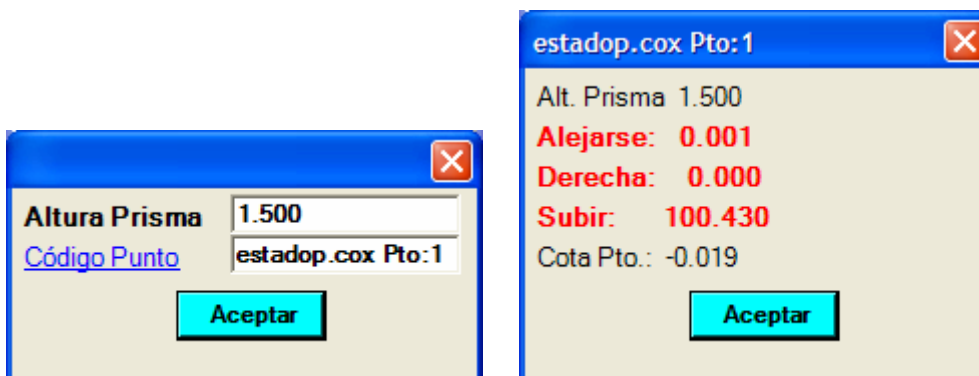 Altura Prisma 1.500
Código Punto estadop.cox Pto:1
Aceptar
estadop.cox Pto:1
Alt. Prisma 1.500
Alejarse: 0.001
Derecha: 0.000
Subir: 100.430
Cota Pto.: -0.019
Aceptar